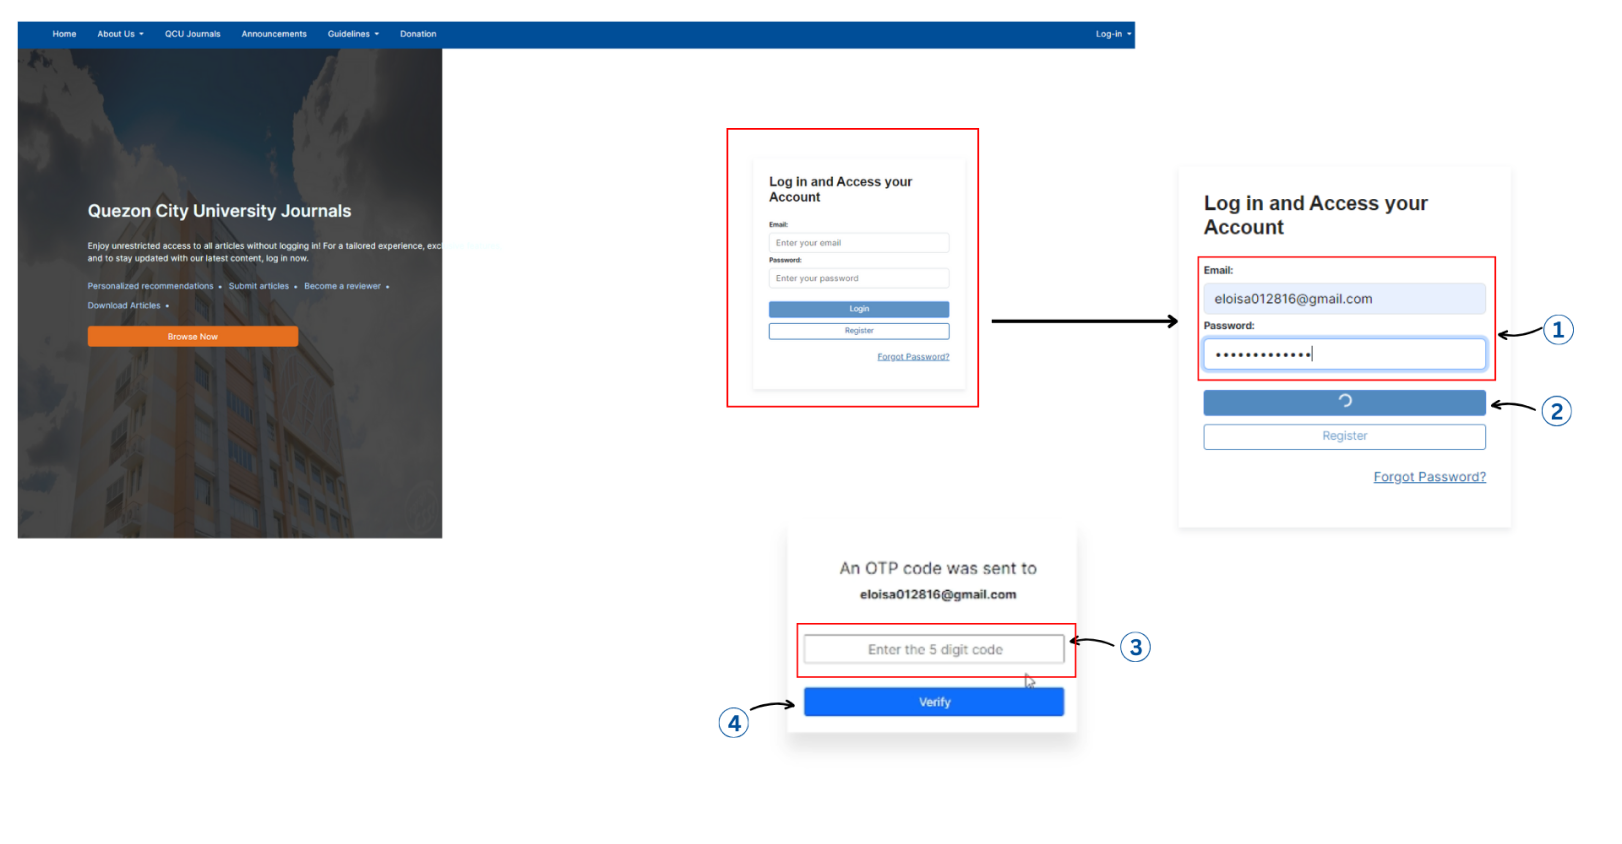 Home About Us QCU Journals Announcements Guidelines Donation Log-in
Quezon City University Journals
Enjoy unrestricted access to all articles without logging in! For a tailored experience,
and to stay updated with our latest content, log in now.
Personalized recommendations • Submit articles • Become a reviewer •
Download Articles •
Browse Now
Log in and Access your
Account
Email:
Enter your email
Password:
Enter your password
Login
Register
Forgot Password?
Log in and Access your
Account
Email:
eloisa012816@gmail.com
Password:
•••••••••••••
1
2
Register
Forgot Password?
An OTP code was sent to
eloisa012816@gmail.com
Enter the 5 digit code
3
Verify
4